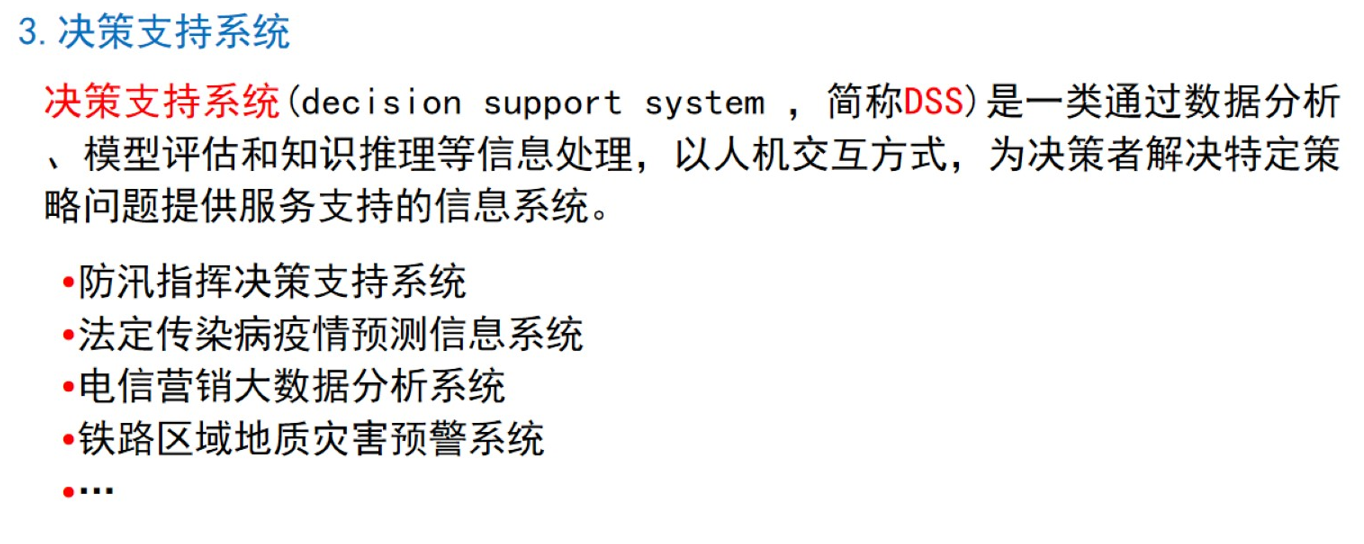 3. 决策支持系统
决策支持系统(decision support system ，简称DSS)是一类通过数据分析
、模型评估和知识推理等信息处理，以人机交互方式，为决策者解决特定策
略问题提供服务支持的信息系统。
•防汛指挥决策支持系统
•法定传染病疫情预测信息系统
•电信营销大数据分析系统
•铁路区域地质灾害预警系统
•…